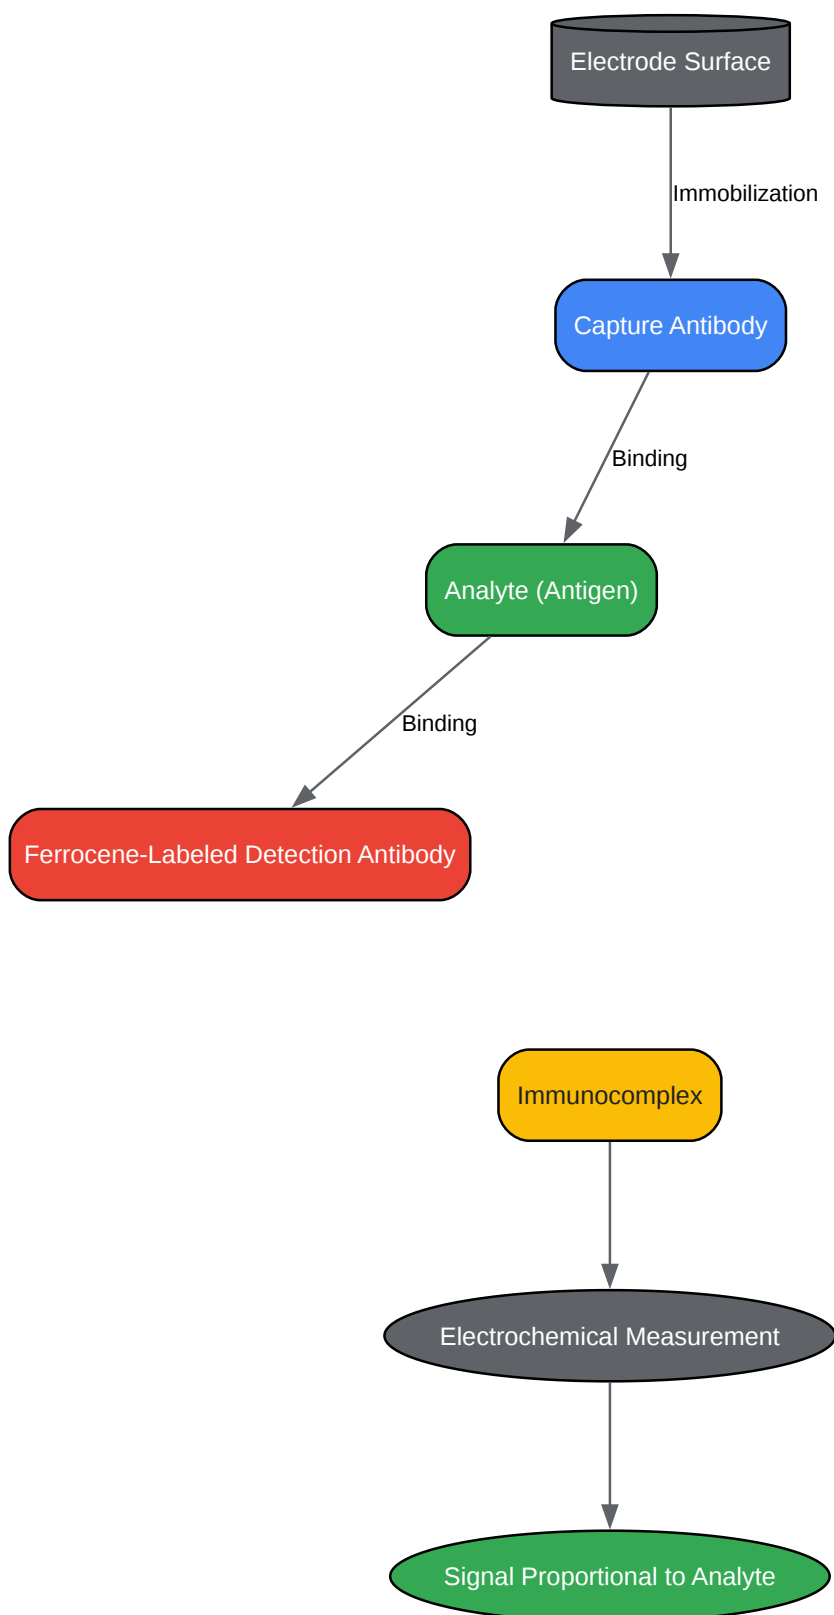 Electrode Surface
Immobilization
Capture Antibody
Binding
Analyte (Antigen)
Binding
Ferrocene-Labeled Detection Antibody
Immunocomplex
Electrochemical Measurement
Signal Proportional to Analyte